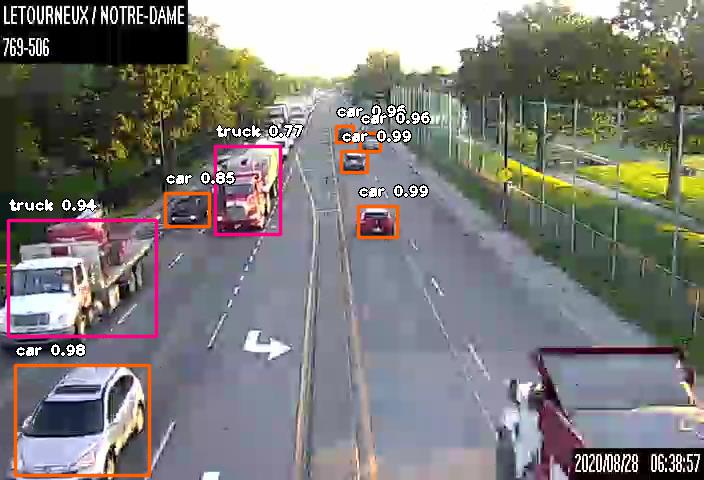 LETOURNEUX / NOTRE-DAME
769-506
car 0.96
car 0.96
truck 0.77
car 0.99
car 0.85
car 0.99
truck 0.94
car 0.98
2020/08/28 06:38:57